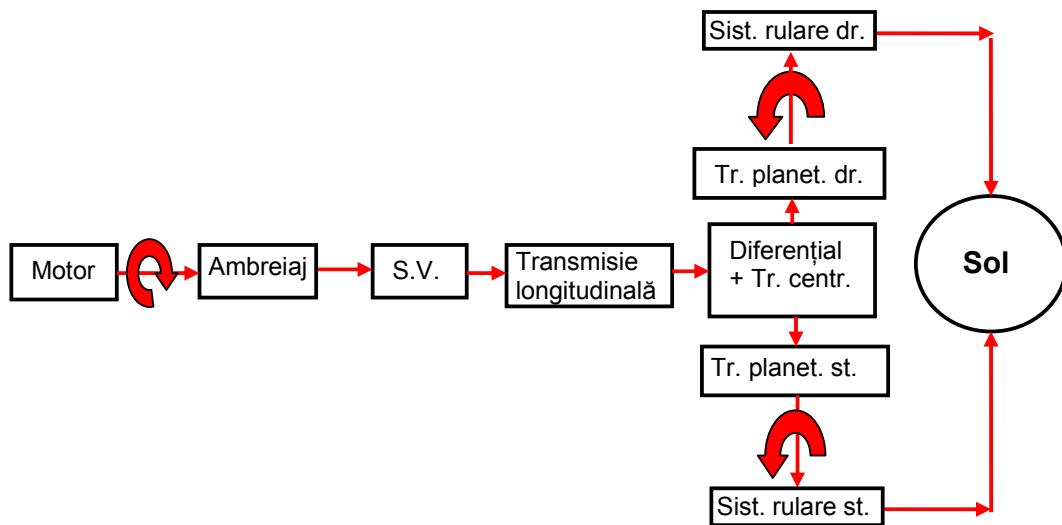 Sist. rulare dr.
Tr. planet. dr.
Motor
Ambreiaj
S.V.
Transmisie
longitudinală
Diferențial
+ Tr. centr.
Sol
Tr. planet. st.
Sist. rulare st.